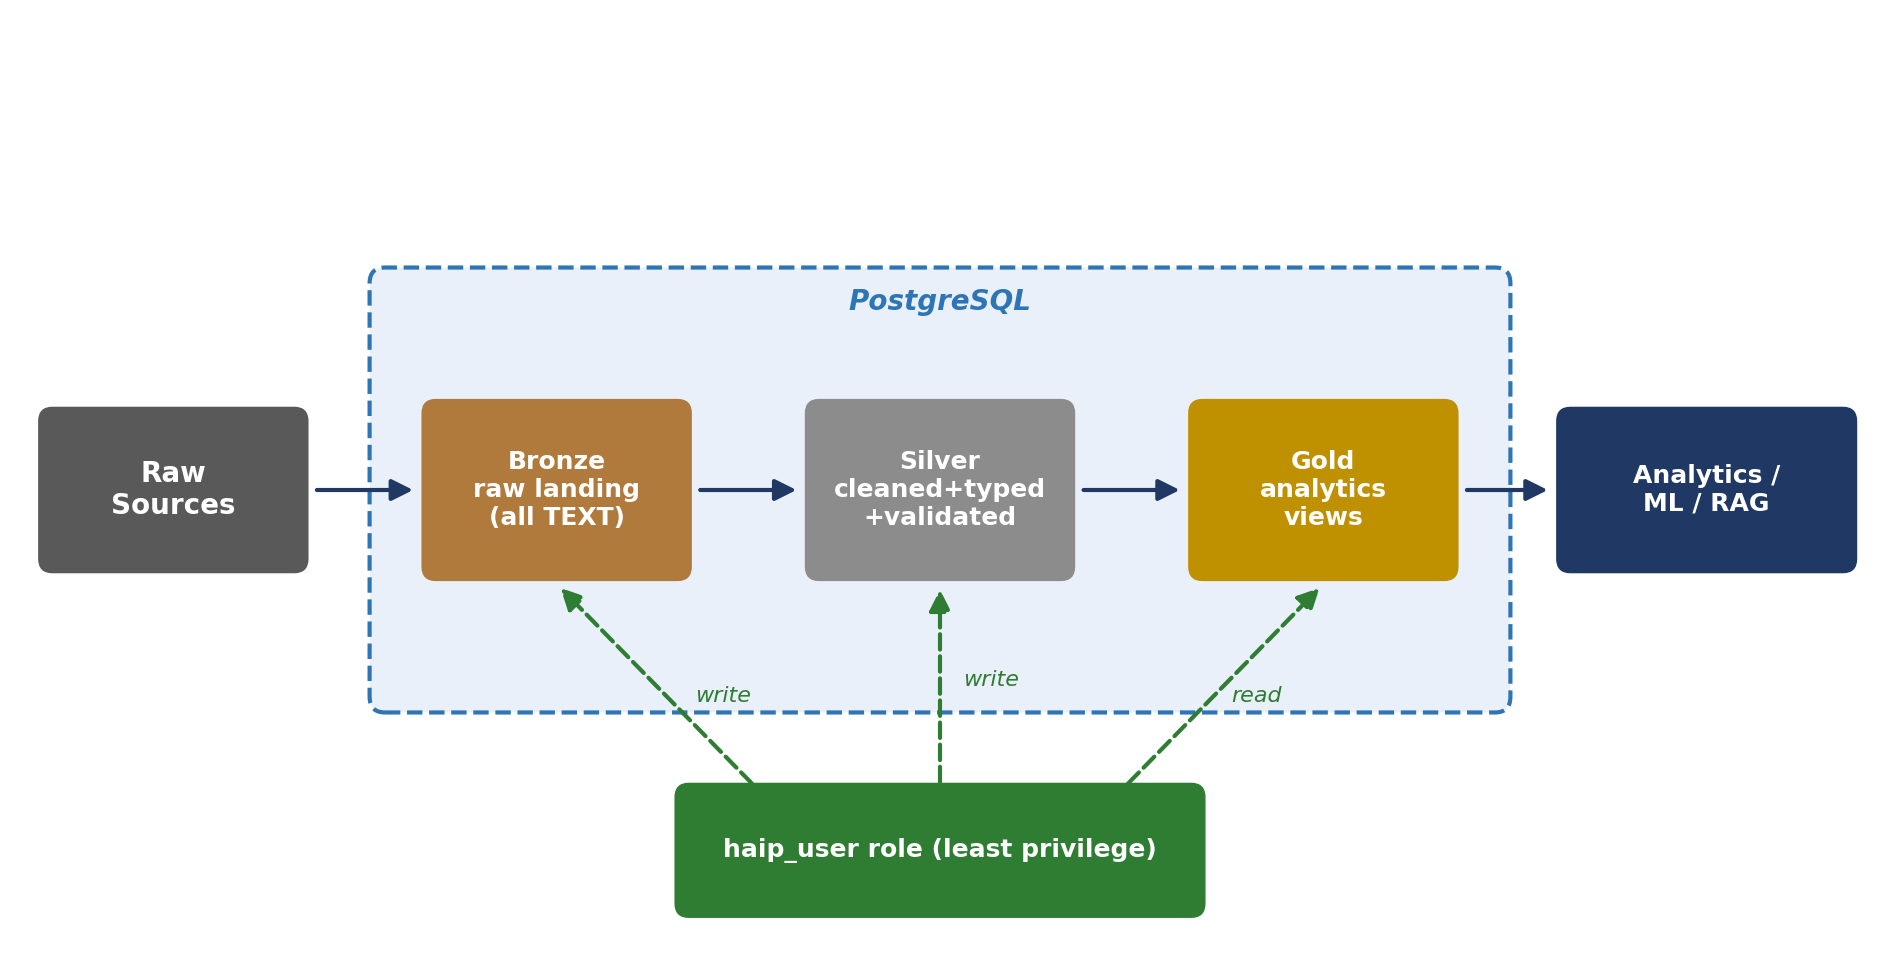 PostgreSQL
Raw
Sources
Bronze
raw landing
(all TEXT)
Silver
cleaned+typed
+validated
Gold
analytics
views
Analytics /
ML / RAG
write
write
read
haip_user role (least privilege)